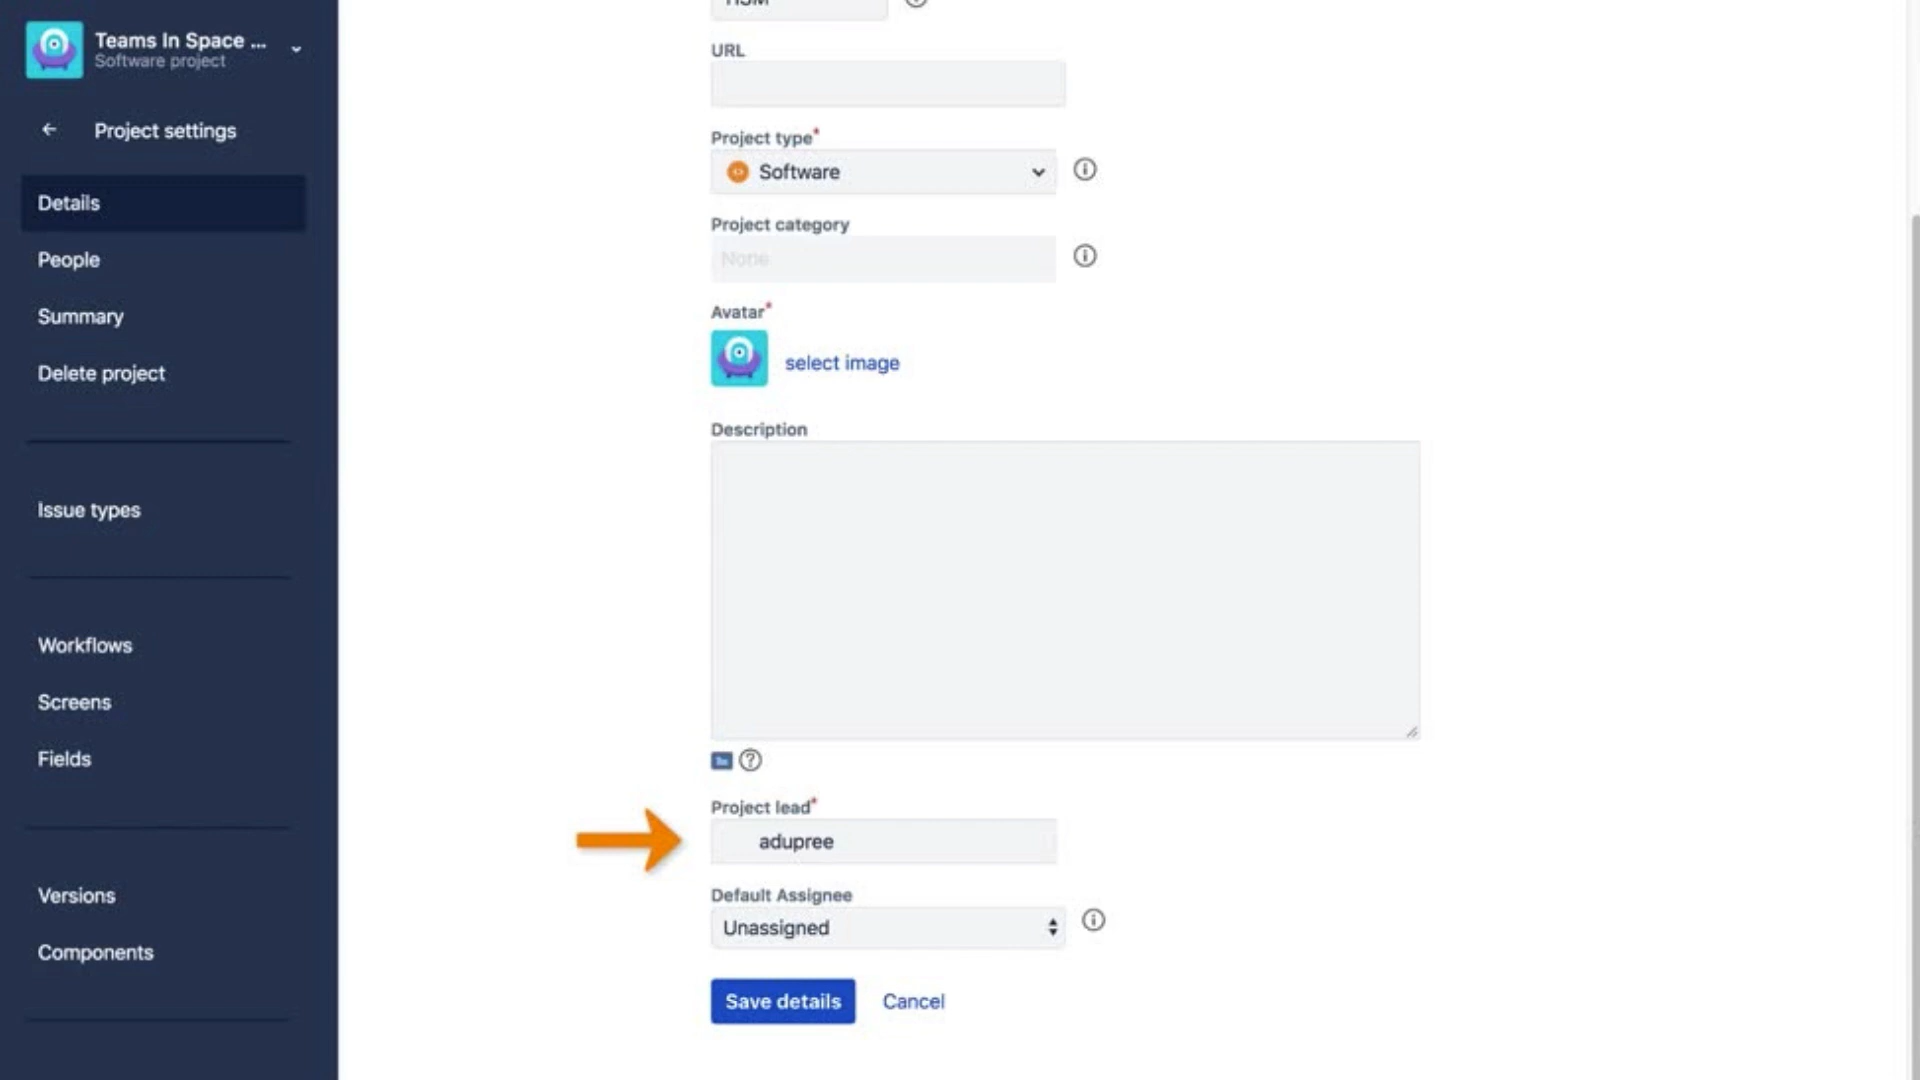 Teams In Space ...
Software project
Project settings
Details
People
Summary
Delete project
Issue types
Workflows
Screens
Fields
Versions
Components
URL
Project type*
Software
Project category
None
Avatar*
select image
Description
Project lead*
adupree
Default Assignee
Unassigned
Save details
Cancel